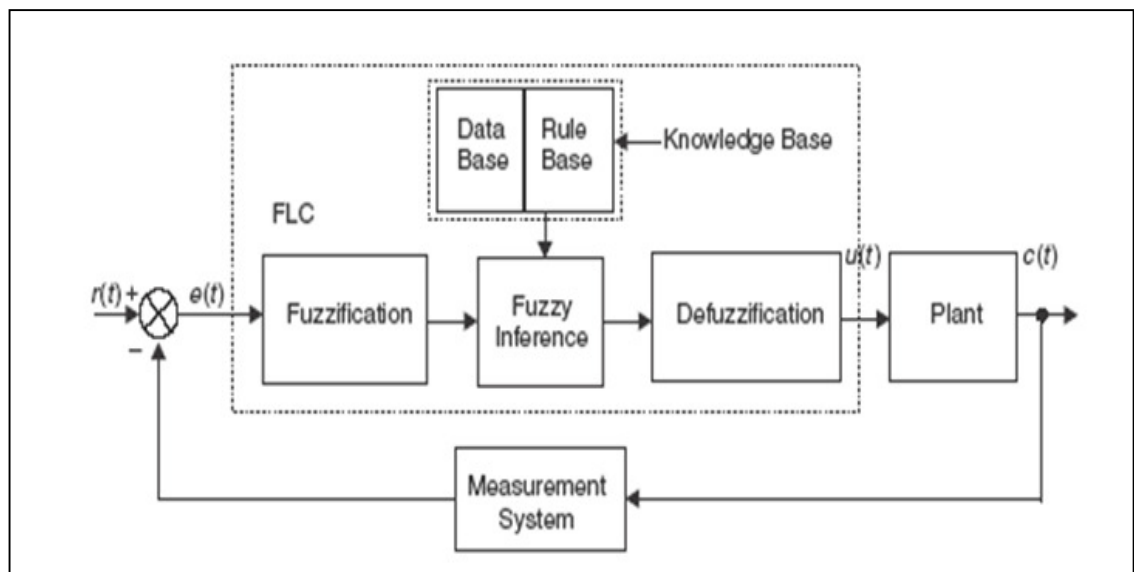 Data
Base
Rule
Base
Knowledge Base
FLC
r(t) +
e(t)
Fuzzification
Fuzzy
Inference
Defuzzification
u(t)
Plant
c(t)
–
Measurement
System